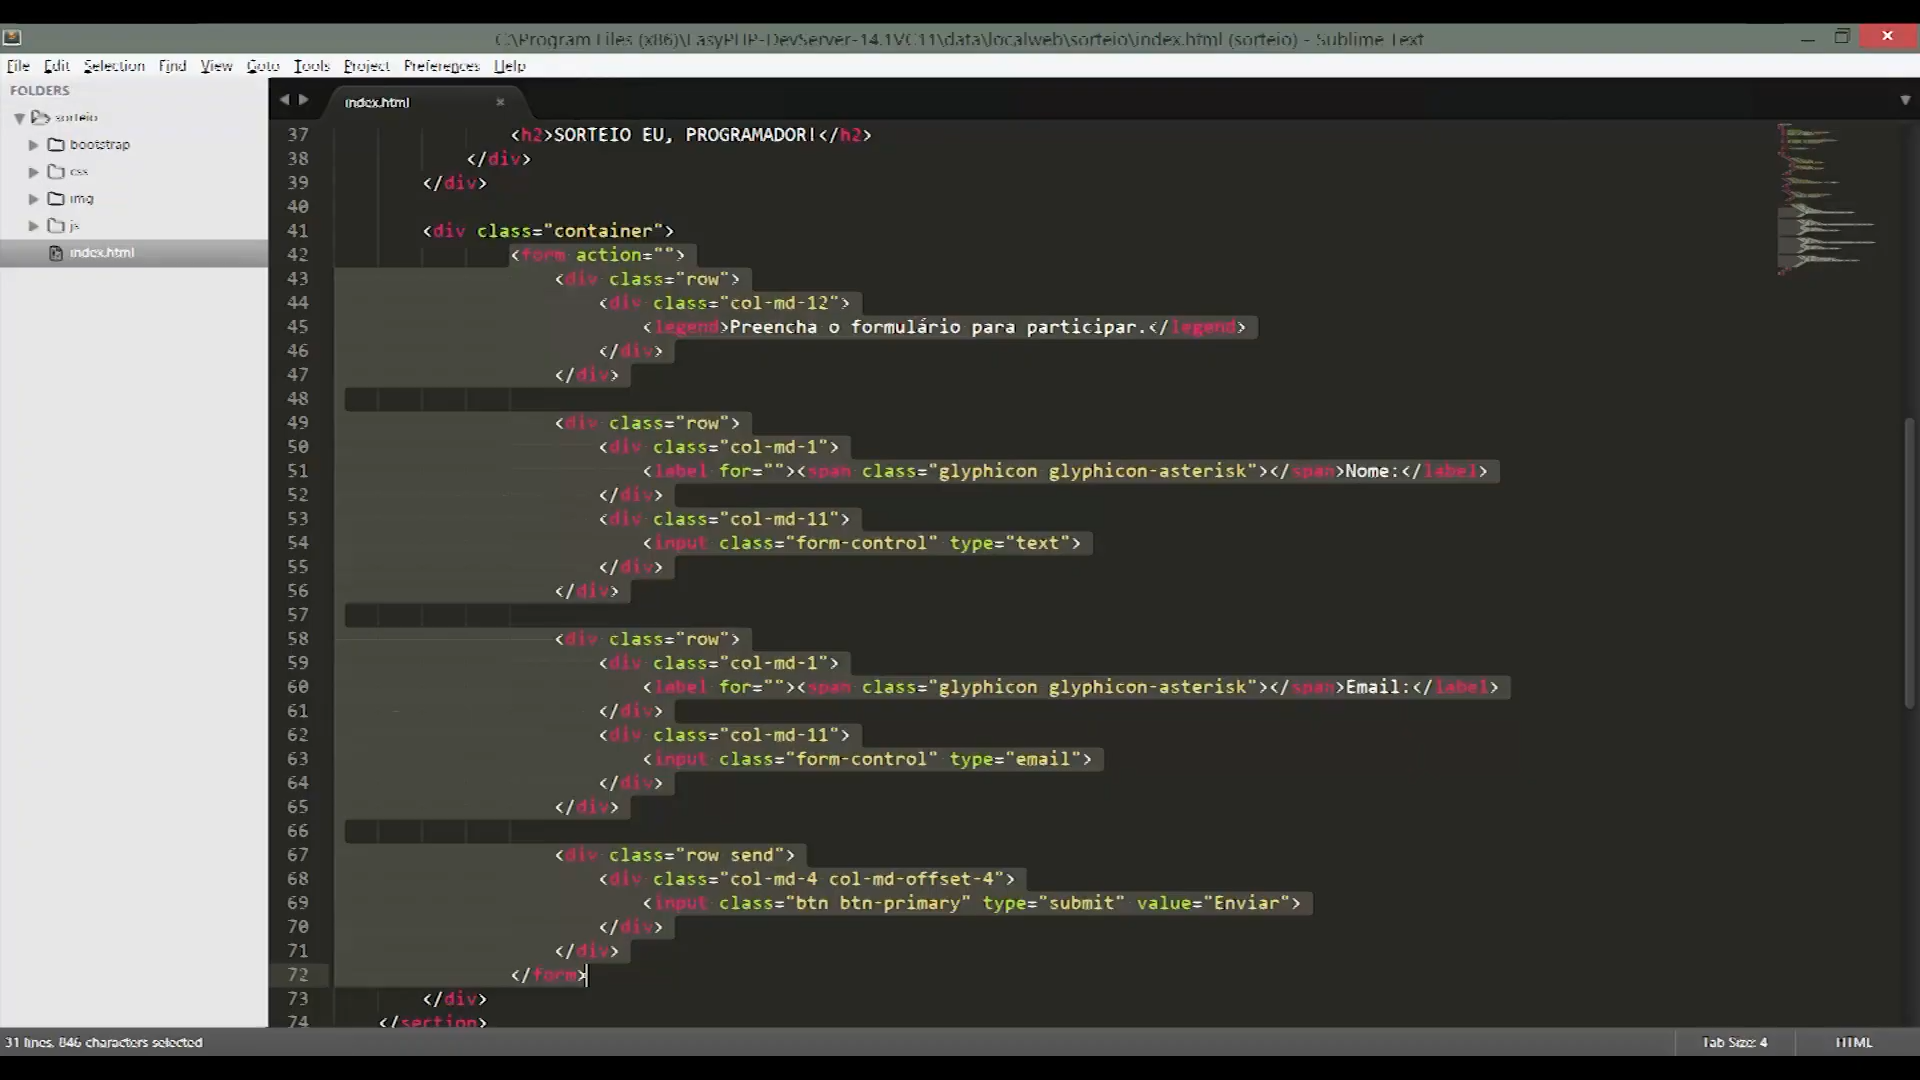 C:\Program Files (x86)\EasyPHP-DevServer-14.1VC11\data\localweb\sorteio\index.html (sorteio) - Sublime Text
File Edit Selection Find View Goto Tools Project Preferences Help
FOLDERS
sorteio
bootstrap
css
img
js
index.html
index.html
37 <h2>SORTEIO EU, PROGRAMADOR!</h2>
38 </div>
39 </div>
40
41 <div class="container">
42 <form action="">
43 <div class="row">
44 <div class="col-md-12">
45 <legend>Preencha o formulário para participar.</legend>
46 </div>
47 </div>
48
49 <div class="row">
50 <div class="col-md-1">
51 <label for=""><span class="glyphicon glyphicon-asterisk"></span>Nome:</label>
52 </div>
53 <div class="col-md-11">
54 <input class="form-control" type="text">
55 </div>
56 </div>
57
58 <div class="row">
59 <div class="col-md-1">
60 <label for=""><span class="glyphicon glyphicon-asterisk"></span>Email:</label>
61 </div>
62 <div class="col-md-11">
63 <input class="form-control" type="email">
64 </div>
65 </div>
66
67 <div class="row send">
68 <div class="col-md-4 col-md-offset-4">
69 <input class="btn btn-primary" type="submit" value="Enviar">
70 </div>
71 </div>
72 </form>
73 </div>
74 </section>
31 lines, 846 characters selected
Tab Size: 4
HTML